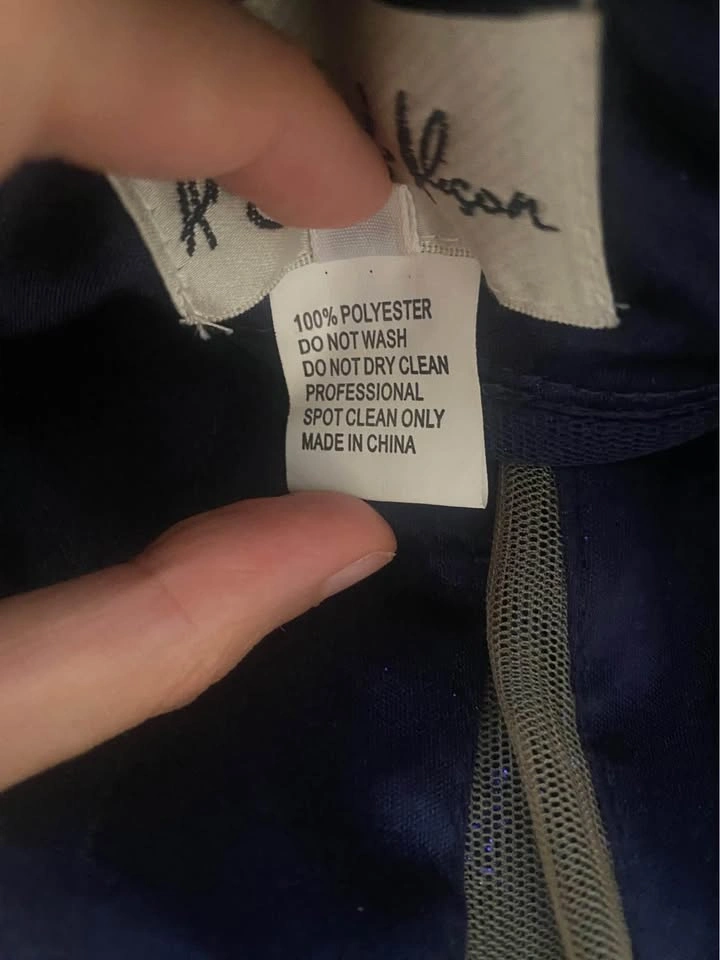 100% POLYESTER
DO NOT WASH
DO NOT DRY CLEAN
PROFESSIONAL
SPOT CLEAN ONLY
MADE IN CHINA